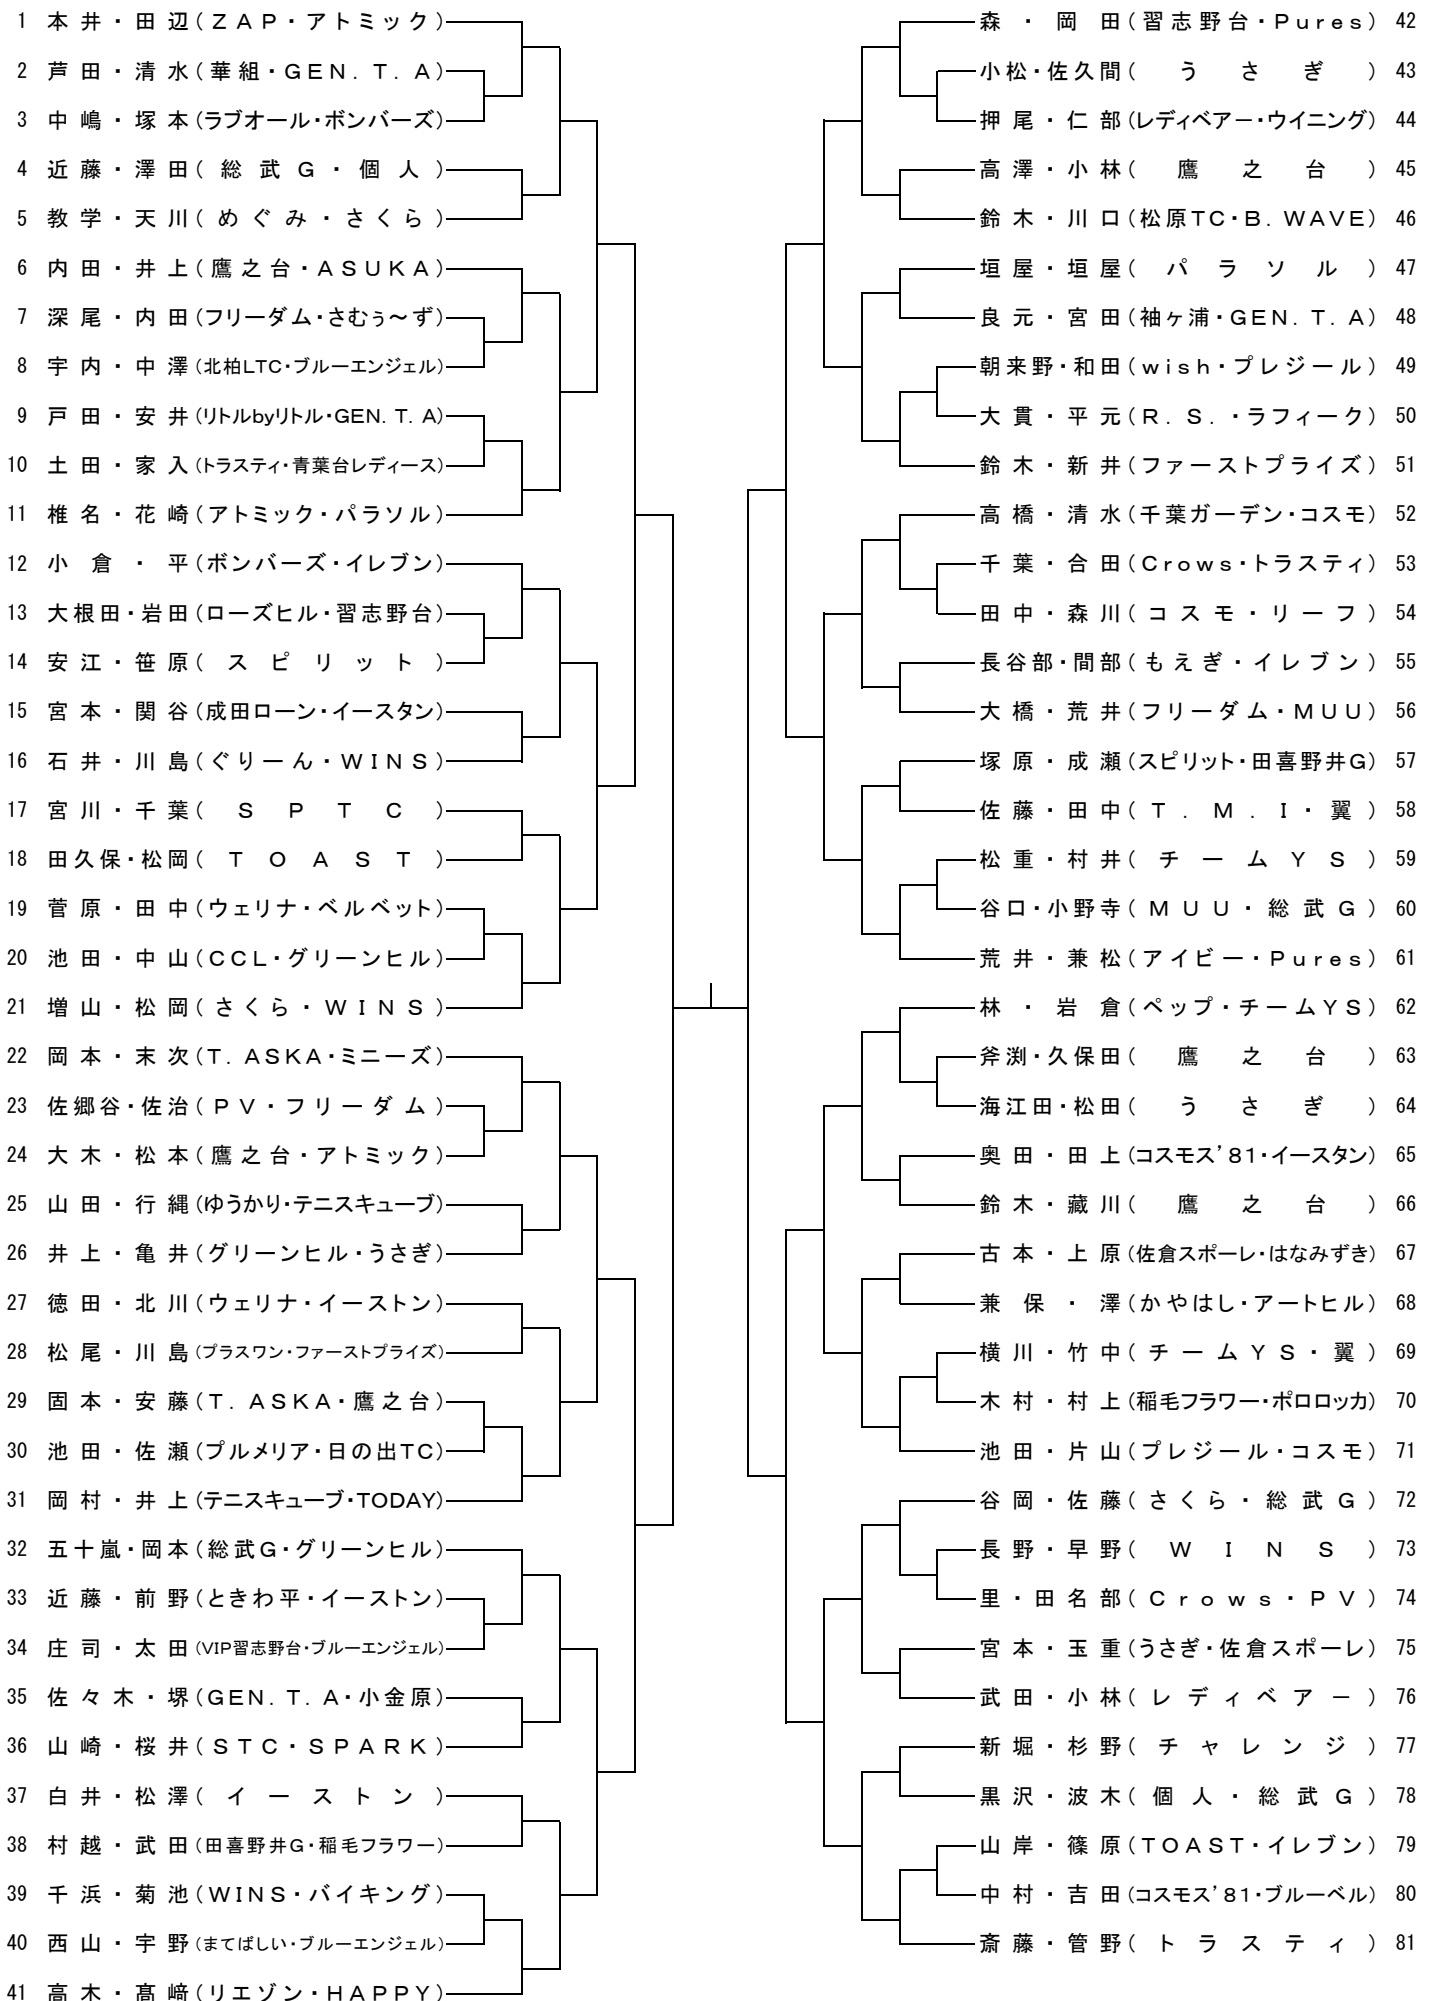 1 本井・田辺(ZAP・アトミック)
2 芦田・清水(華組・GEN.T.A)
3 中嶋・塚本(ラブオール・ボンバーズ)
4 近藤・澤田(総武G・個人)
5 教学・天川(めぐみ・さくら)
6 内田・井上(鷹之台・ASUKA)
7 深尾・内田(フリーダム・さむぅ～ず)
8 宇内・中澤(北柏LTC・ブルーエンジェル)
9 戸田・安井(リトルbyリトル・GEN.T.A)
10 土田・家入(トラスティ・青葉台レディース)
11 椎名・花崎(アトミック・パラソル)
12 小倉・平(ボンバーズ・イレブン)
13 大根田・岩田(ローズヒル・習志野台)
14 安江・笹原(スピリット)
15 宮本・関谷(成田ローン・イースタン)
16 石井・川島(ぐりーん・WINS)
17 宮川・千葉(SPTC)
18 田久保・松岡(TOAST)
19 菅原・田中(ウェリナ・ベルベット)
20 池田・中山(CCL・グリーンヒル)
21 増山・松岡(さくら・WINS)
22 岡本・末次(T.ASKA・ミニーズ)
23 佐郷谷・佐治(PV・フリーダム)
24 大木・松本(鷹之台・アトミック)
25 山田・行縄(ゆうかり・テニスキューブ)
26 井上・亀井(グリーンヒル・うさぎ)
27 徳田・北川(ウェリナ・イーストン)
28 松尾・川島(プラスワン・ファーストプライズ)
29 固本・安藤(T.ASKA・鷹之台)
30 池田・佐瀬(プルメリア・日の出TC)
31 岡村・井上(テニスキューブ・TODAY)
32 五十嵐・岡本(総武G・グリーンヒル)
33 近藤・前野(ときわ平・イーストン)
34 庄司・太田(VIP習志野台・ブルーエンジェル)
35 佐々木・堺(GEN.T.A・小金原)
36 山崎・桜井(STC・SPARK)
37 白井・松澤(イーストン)
38 村越・武田(田喜野井G・稲毛フラワー)
39 千浜・菊池(WINS・バイキング)
40 西山・宇野(まてばしい・ブルーエンジェル)
41 高木・髙﨑(リエゾン・HAPPY)
森・岡田(習志野台・Pures) 42
小松・佐久間(うさぎ) 43
押尾・仁部(レディベアー・ウイニング) 44
高澤・小林(鷹之台) 45
鈴木・川口(松原TC・B.WAVE) 46
垣屋・垣屋(パラソル) 47
良元・宮田(袖ヶ浦・GEN.T.A) 48
朝来野・和田(wish・プレジール) 49
大貫・平元(R.S.・ラフィーク) 50
鈴木・新井(ファーストプライズ) 51
高橋・清水(千葉ガーデン・コスモ) 52
千葉・合田(Crows・トラスティ) 53
田中・森川(コスモ・リーフ) 54
長谷部・間部(もえぎ・イレブン) 55
大橋・荒井(フリーダム・MUU) 56
塚原・成瀬(スピリット・田喜野井G) 57
佐藤・田中(T.M.I・翼) 58
松重・村井(チームYS) 59
谷口・小野寺(MUU・総武G) 60
荒井・兼松(アイビー・Pures) 61
林・岩倉(ペップ・チームYS) 62
斧渕・久保田(鷹之台) 63
海江田・松田(うさぎ) 64
奥田・田上(コスモス’81・イースタン) 65
鈴木・藏川(鷹之台) 66
古本・上原(佐倉スポーレ・はなみずき) 67
兼保・澤(かやはし・アートヒル) 68
横川・竹中(チームYS・翼) 69
木村・村上(稲毛フラワー・ポロロッカ) 70
池田・片山(プレジール・コスモ) 71
谷岡・佐藤(さくら・総武G) 72
長野・早野(WINS) 73
里・田名部(Crows・PV) 74
宮本・玉重(うさぎ・佐倉スポーレ) 75
武田・小林(レディベアー) 76
新堀・杉野(チャレンジ) 77
黒沢・波木(個人・総武G) 78
山岸・篠原(TOAST・イレブン) 79
中村・吉田(コスモス’81・ブルーベル) 80
斎藤・管野(トラスティ) 81